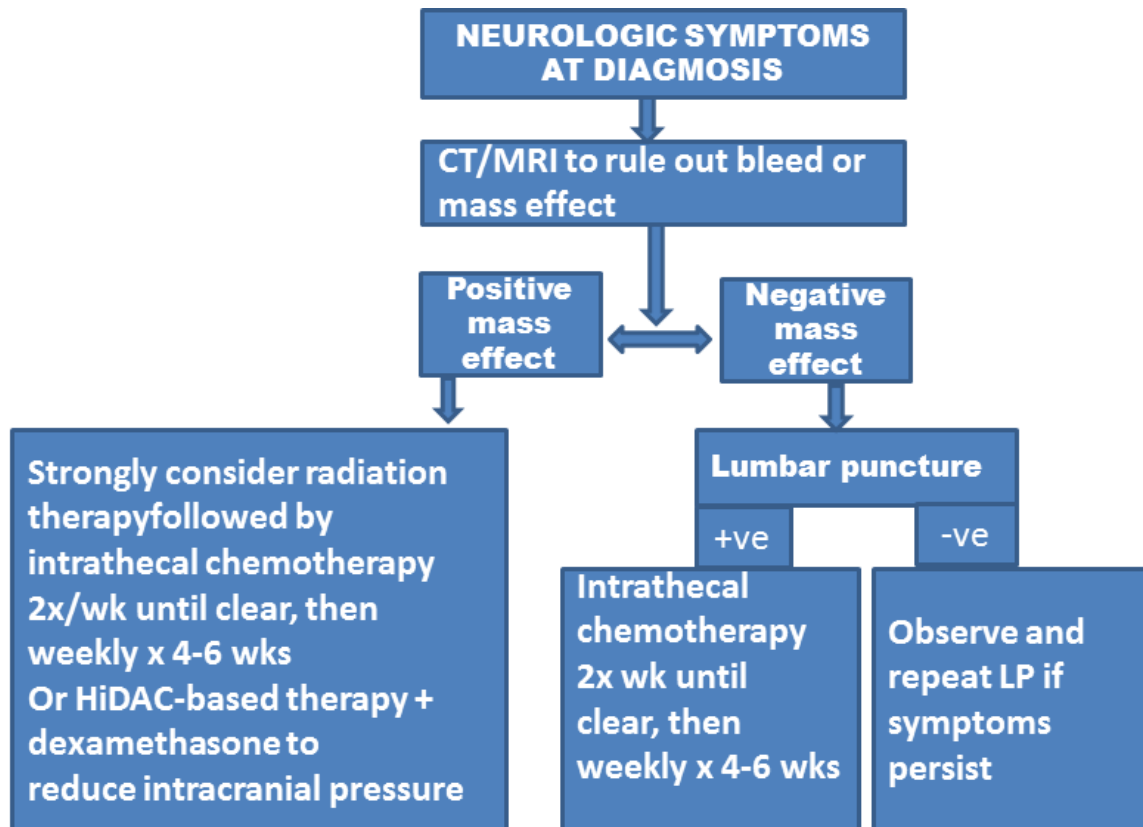 NEUROLOGIC SYMPTOMS
AT DIAGMOSIS
CT/MRI to rule out bleed or
mass effect
Positive
mass
effect
Negative
mass
effect
Strongly consider radiation
therapyfollowed by
intrathecal chemotherapy
2x/wk until clear, then
weekly x 4-6 wks
Or HiDAC-based therapy +
dexamethasone to
reduce intracranial pressure
Lumbar puncture
+ve
-ve
Intrathecal
chemotherapy
2x wk until
clear, then
weekly x 4-6 wks
Observe and
repeat LP if
symptoms
persist